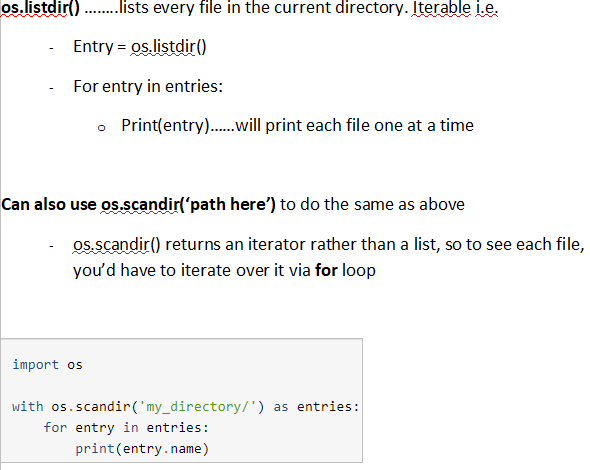 os.listdir() ........lists every file in the current directory. Iterable i.e.
- Entry = os.listdir()
- For entry in entries:
o Print(entry)......will print each file one at a time
Can also use os.scandir(‘path here’) to do the same as above
- os.scandir() returns an iterator rather than a list, so to see each file,
you’d have to iterate over it via for loop
import os
with os.scandir('my_directory/') as entries:
    for entry in entries:
        print(entry.name)